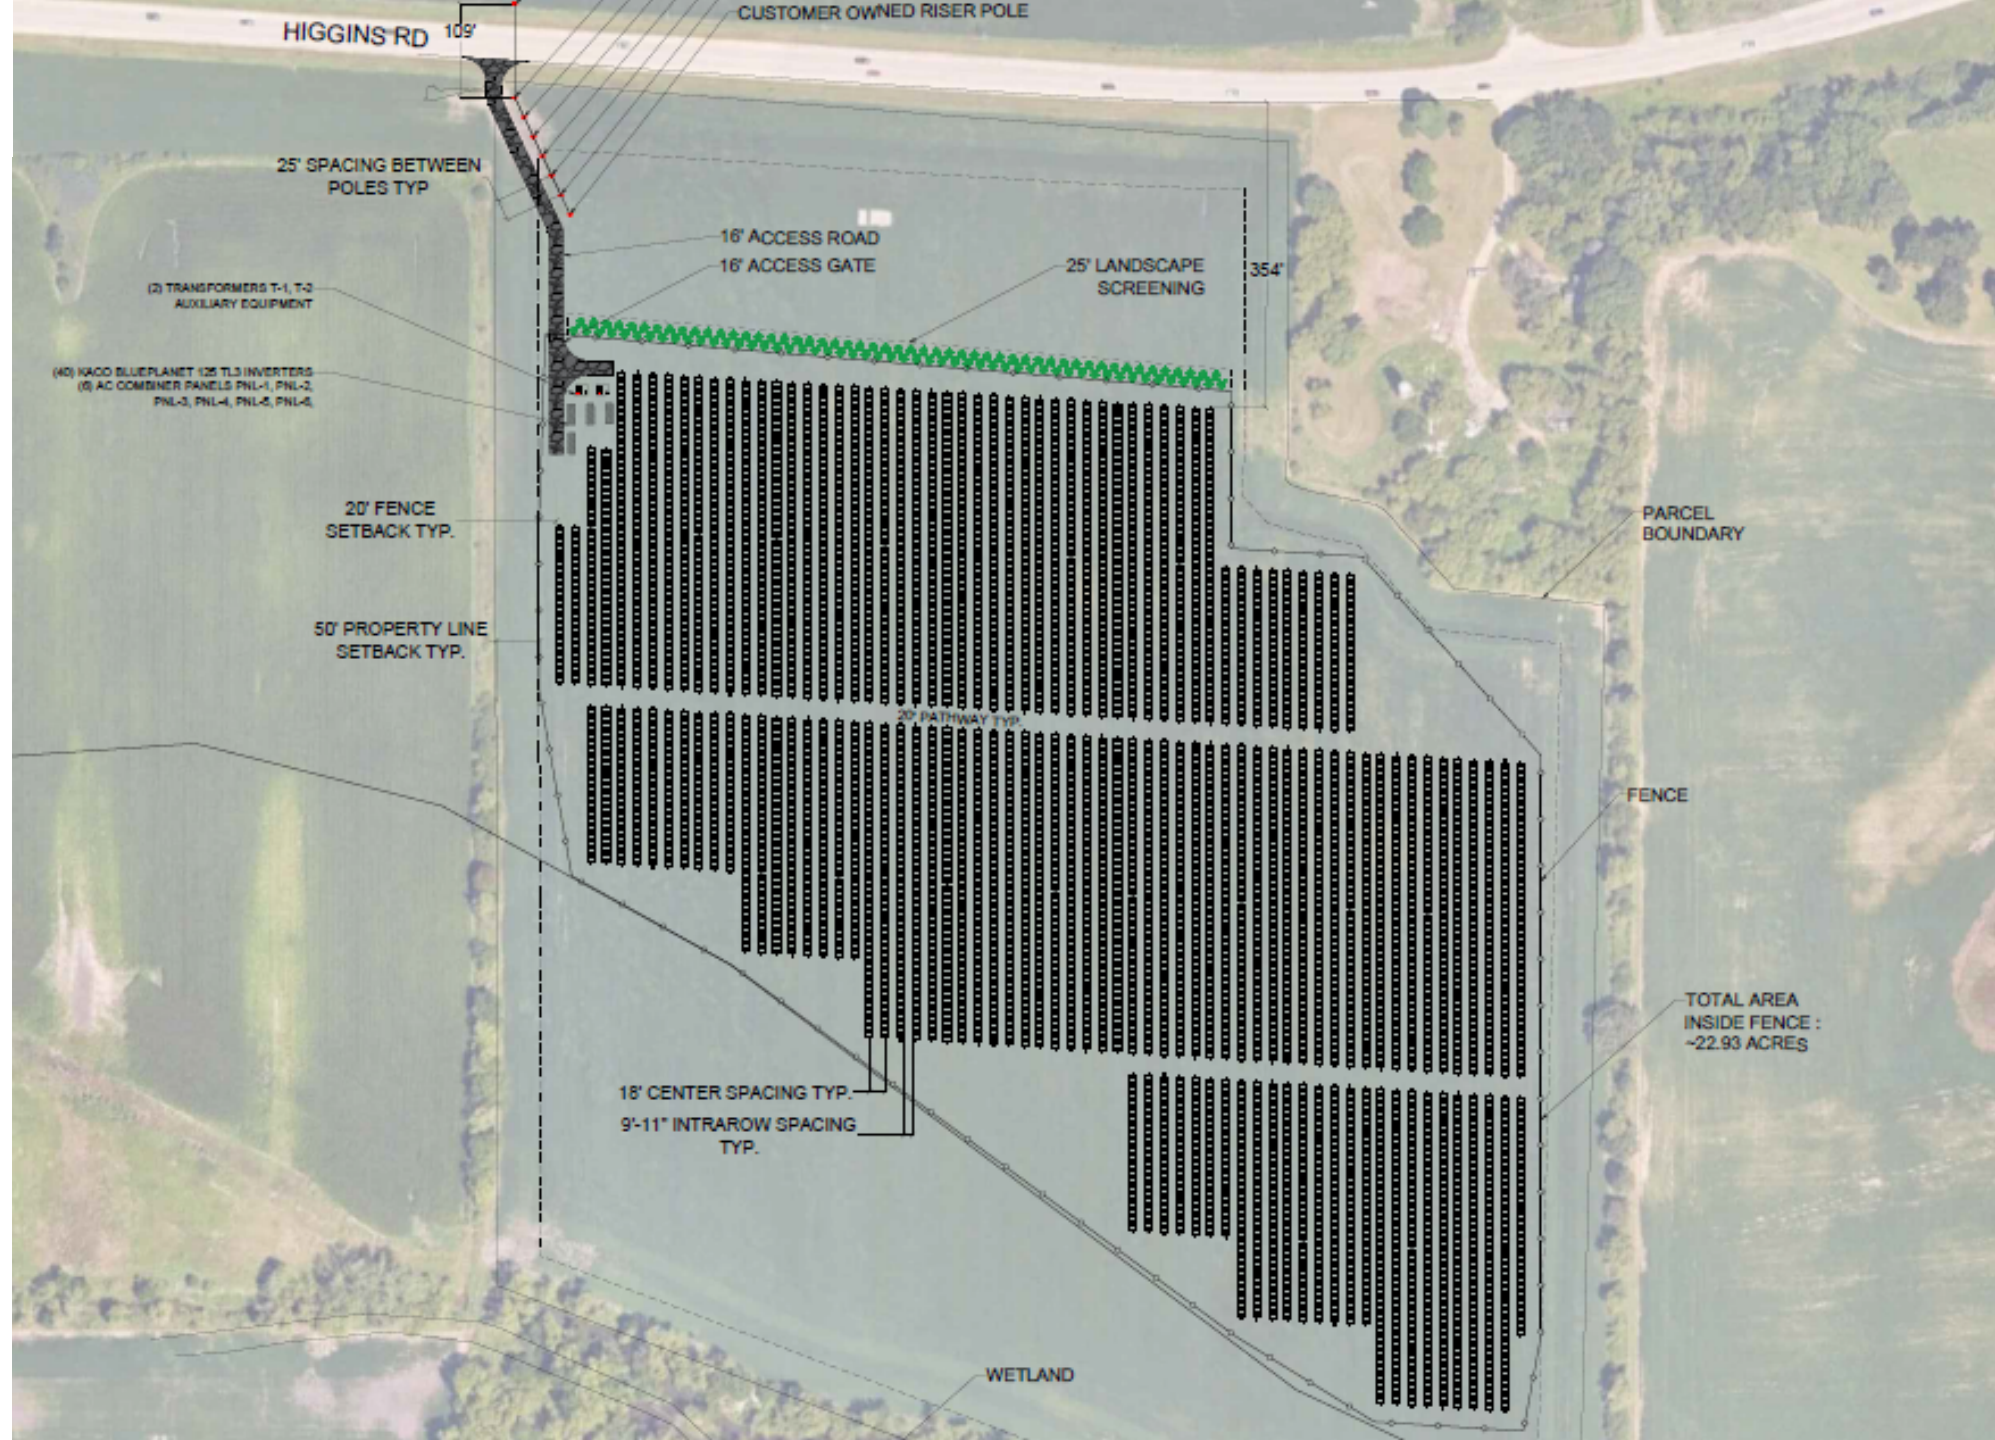 CUSTOMER OWNED RISER POLE
HIGGINS RD
109'
25' SPACING BETWEEN
POLES TYP
16' ACCESS ROAD
16' ACCESS GATE
25' LANDSCAPE
SCREENING
354'
(2) TRANSFORMERS T-1, T-2
AUXILIARY EQUIPMENT
(40) KACO BLUEPLANET 125 TL3 INVERTERS
(6) AC COMBINER PANELS PNL-1, PNL-2,
PNL-3, PNL-4, PNL-5, PNL-6,
20' FENCE
SETBACK TYP.
PARCEL
BOUNDARY
50' PROPERTY LINE
SETBACK TYP.
20' PATHWAY TYP.
FENCE
TOTAL AREA
INSIDE FENCE :
~22.93 ACRES
18' CENTER SPACING TYP.
9'-11" INTRAROW SPACING
TYP.
WETLAND